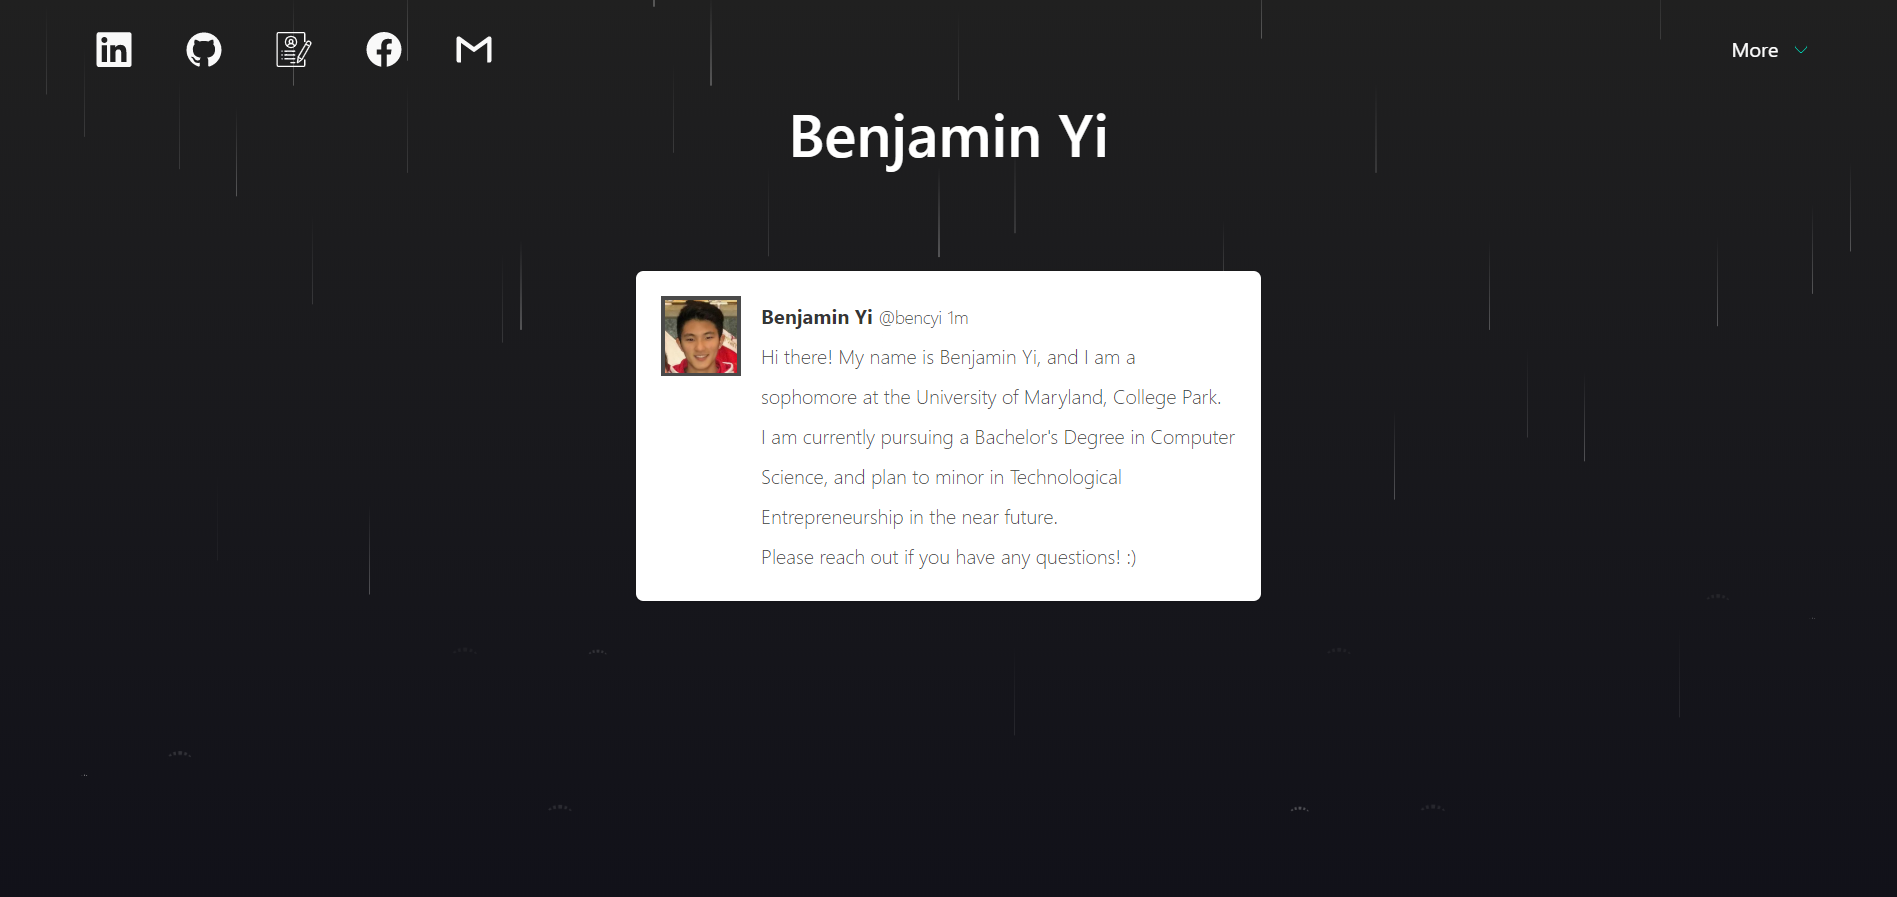 More
Benjamin Yi
Benjamin Yi @bencyi 1m
Hi there! My name is Benjamin Yi, and I am a
sophomore at the University of Maryland, College Park.
I am currently pursuing a Bachelor's Degree in Computer
Science, and plan to minor in Technological
Entrepreneurship in the near future.
Please reach out if you have any questions! :)